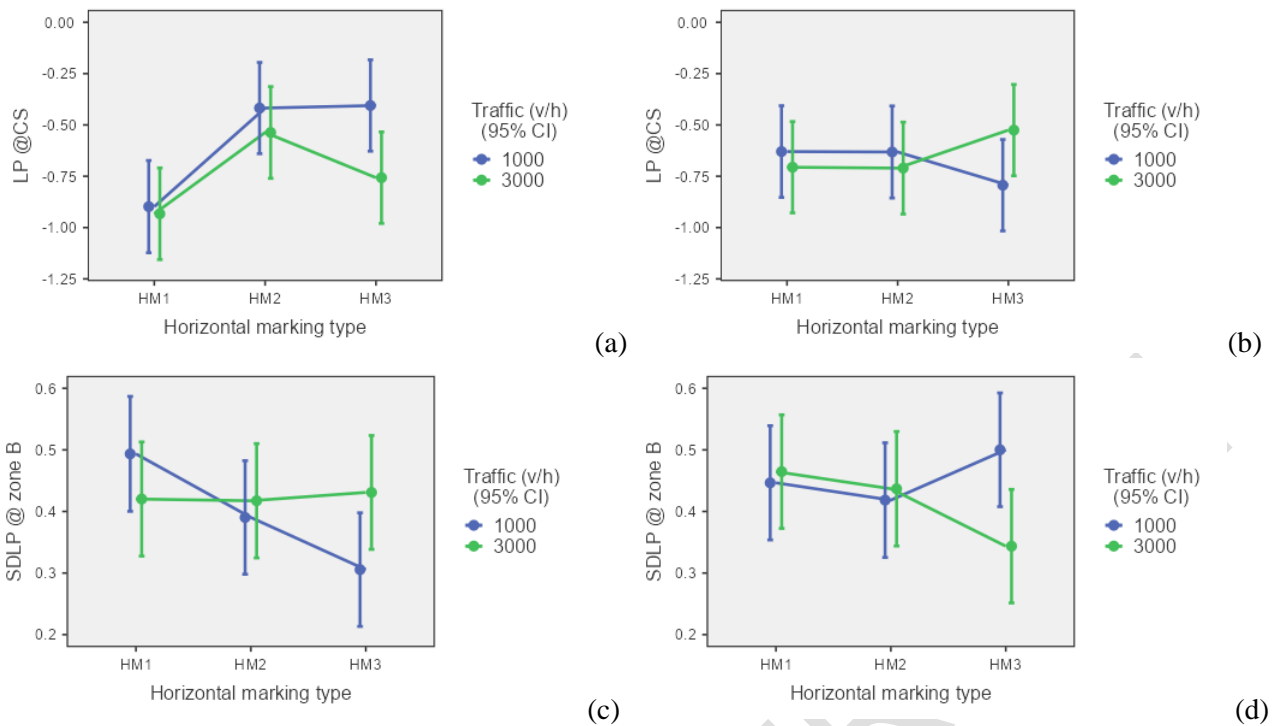 0.00
-0.25
-0.50
-0.75
-1.00
-1.25
LP @CS
HM1 HM2 HM3
Horizontal marking type
Traffic (v/h)
(95% CI)
1000
3000
(a)
0.00
-0.25
-0.50
-0.75
-1.00
-1.25
LP @CS
HM1 HM2 HM3
Horizontal marking type
Traffic (v/h)
(95% CI)
1000
3000
(b)
0.6
0.5
0.4
0.3
0.2
SDLP @ zone B
HM1 HM2 HM3
Horizontal marking type
Traffic (v/h)
(95% CI)
1000
3000
(c)
0.6
0.5
0.4
0.3
0.2
SDLP @ zone B
HM1 HM2 HM3
Horizontal marking type
Traffic (v/h)
(95% CI)
1000
3000
(d)